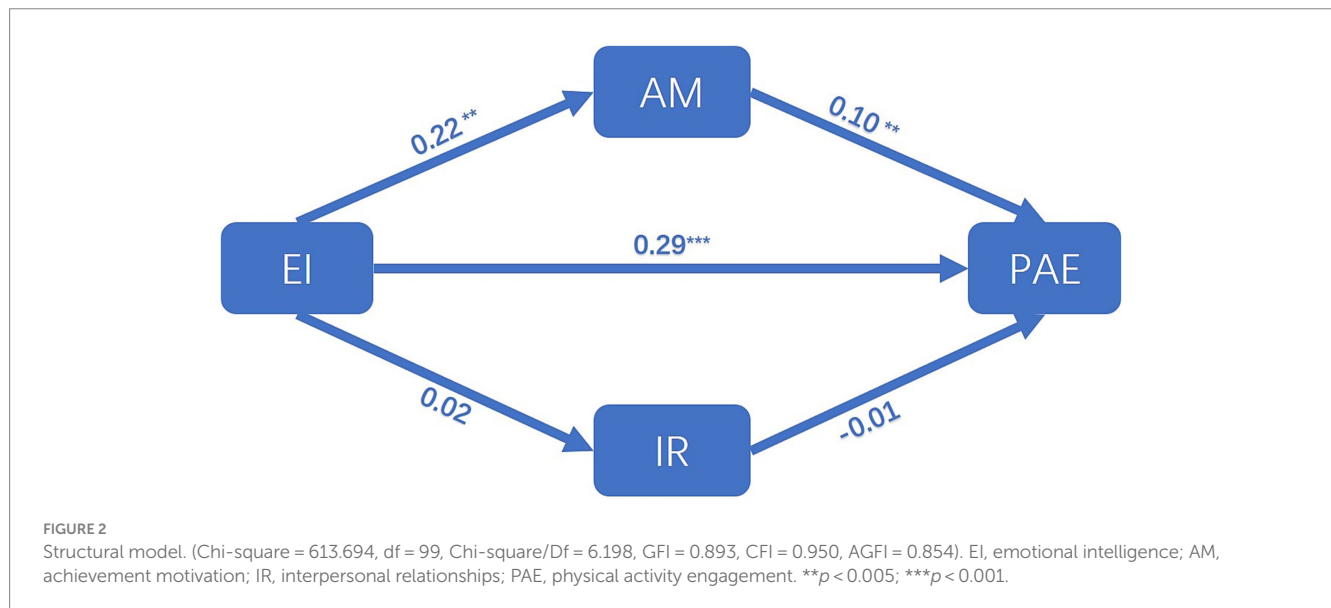 AM
0.22 **
0.10 **
EI
0.29***
PAE
0.02
-0.01
IR
FIGURE 2
Structural model. (Chi-square = 613.694, df = 99, Chi-square/Df = 6.198, GFI = 0.893, CFI = 0.950, AGFI = 0.854). EI, emotional intelligence; AM,
achievement motivation; IR, interpersonal relationships; PAE, physical activity engagement. **p < 0.005; ***p < 0.001.